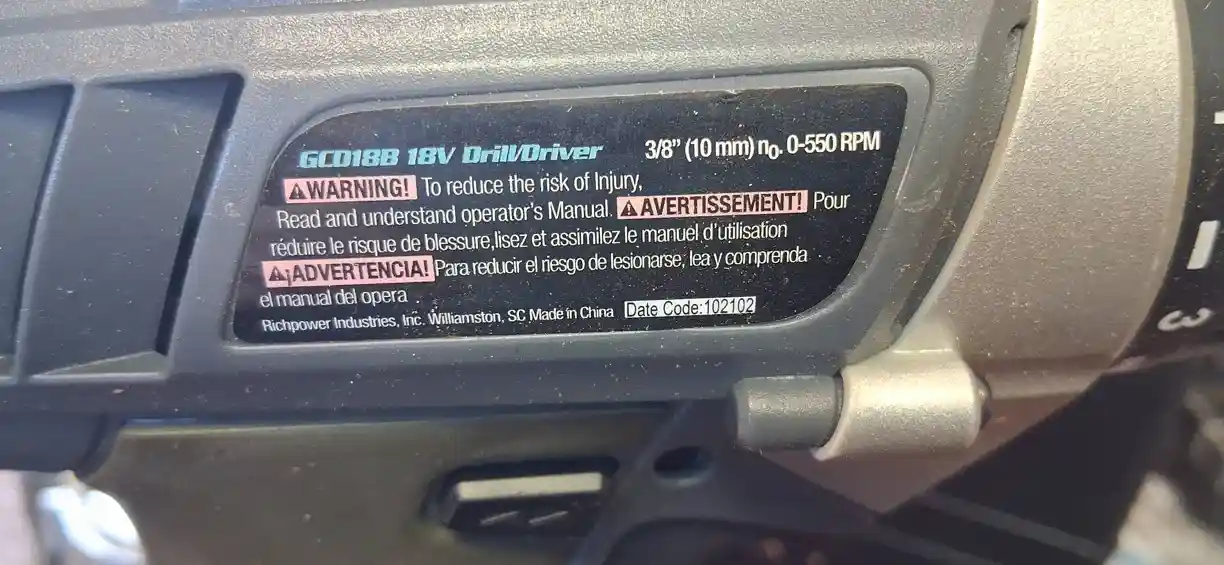 GCD18B 18V Drill/Driver 3/8" (10 mm) no. 0-550 RPM
⚠WARNING! To reduce the risk of Injury,
Read and understand operator's Manual. ⚠AVERTISSEMENT! Pour
réduire le risque de blessure,lisez et assimilez le manuel d'utilisation
⚠¡ADVERTENCIA! Para reducir el riesgo de lesionarse, lea y comprenda
el manual del opera .
Richpower Industries, Inc. Williamston, SC Made in China Date Code:102102
3